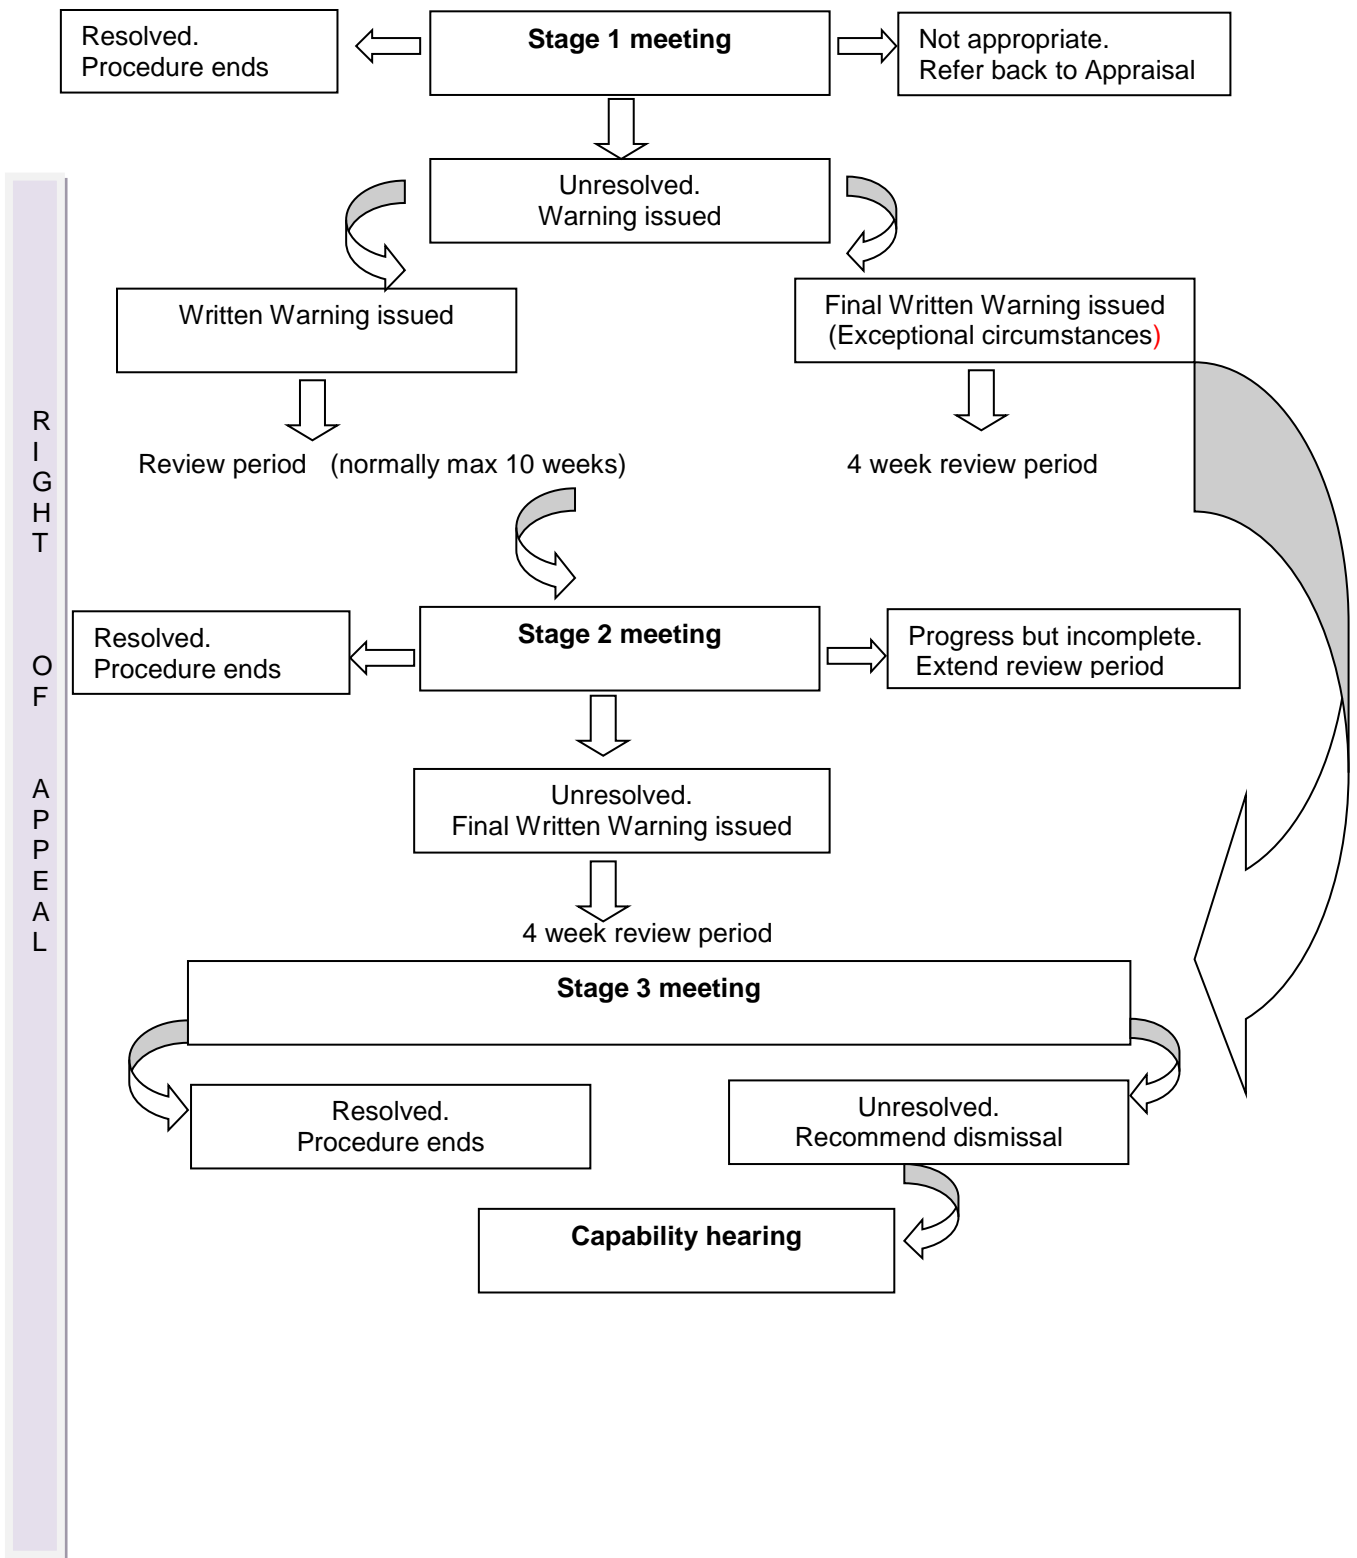 Resolved.
Procedure ends
Stage 1 meeting
Not appropriate.
Refer back to Appraisal
Unresolved.
Warning issued
Written Warning issued
Final Written Warning issued
(Exceptional circumstances)
Review period (normally max 10 weeks)
4 week review period
Resolved.
Procedure ends
Stage 2 meeting
Progress but incomplete.
Extend review period
Unresolved.
Final Written Warning issued
4 week review period
Stage 3 meeting
Resolved.
Procedure ends
Unresolved.
Recommend dismissal
Capability hearing
RIGHT OF APPEAL